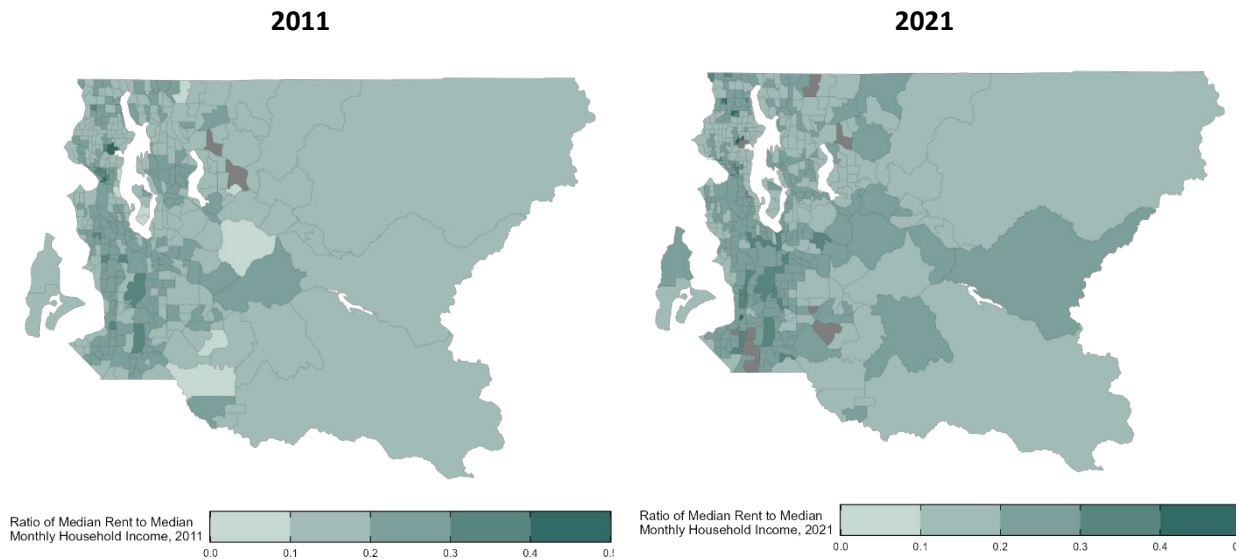 2011
2021
Ratio of Median Rent to Median
Monthly Household Income, 2011
0.0 0.1 0.2 0.3 0.4
Ratio of Median Rent to Median
Monthly Household Income, 2021
0.0 0.1 0.2 0.3 0.4